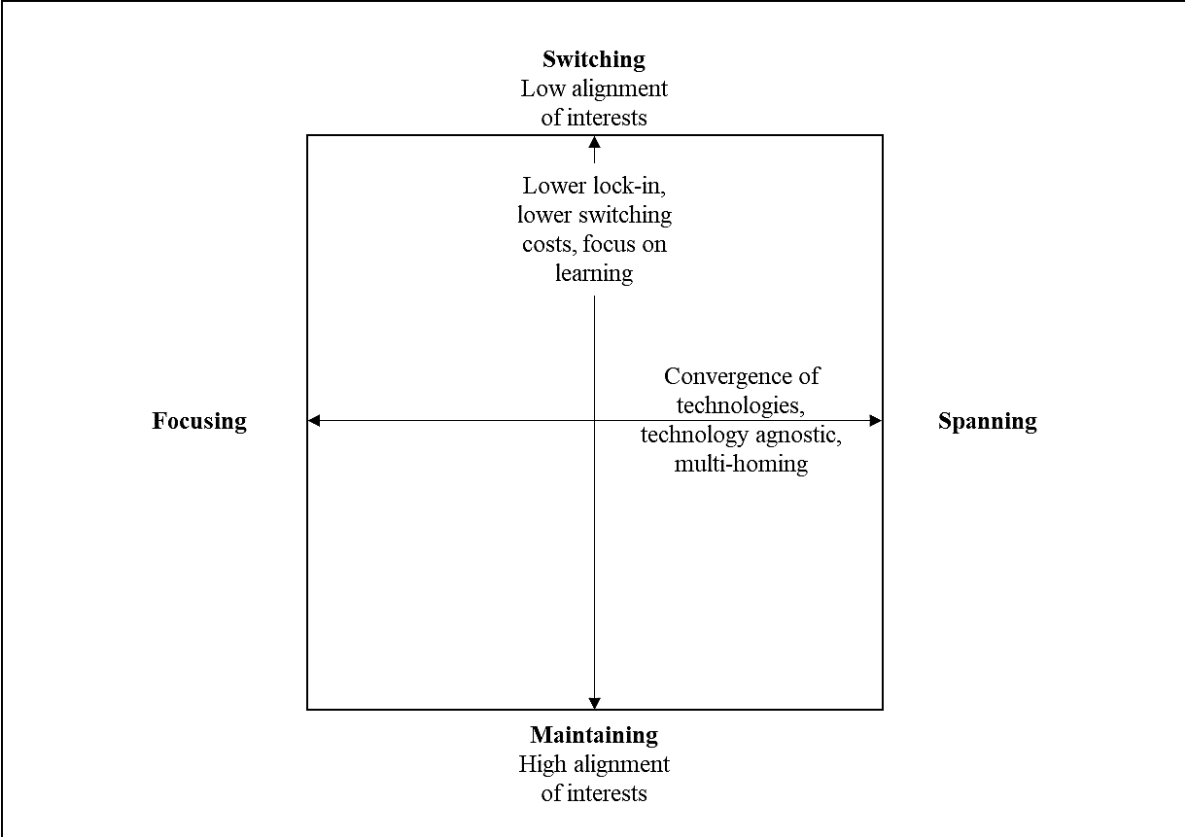 Switching
Low alignment
of interests
Lower lock-in,
lower switching
costs, focus on
learning
Convergence of
technologies,
technology agnostic,
multi-homing
Focusing
Spanning
Maintaining
High alignment
of interests